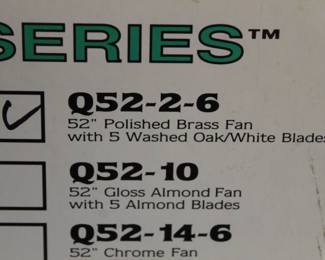 SERIES™
Q52-2-6
52" Polished Brass Fan
with 5 Washed Oak/White Blades
Q52-10
52" Gloss Almond Fan
with 5 Almond Blades
Q52-14-6
52" Chrome Fan